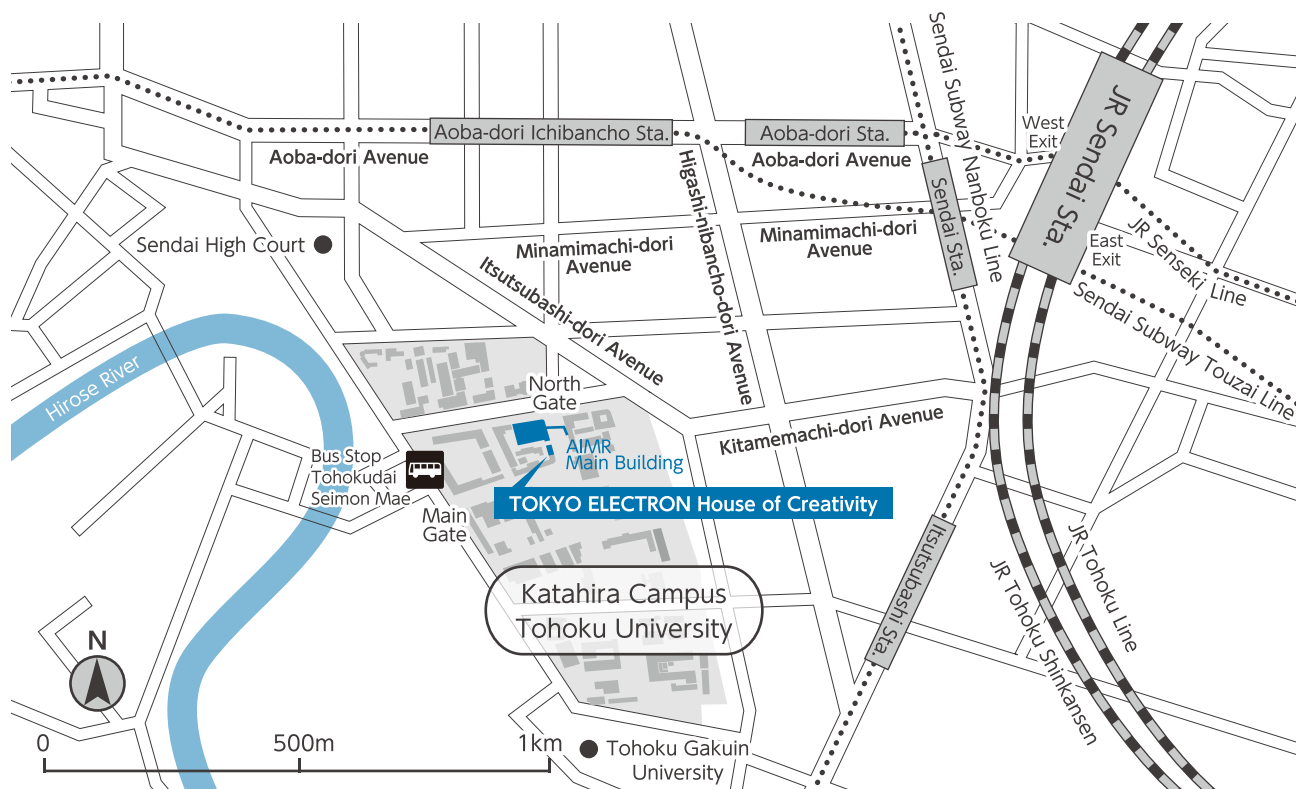 Aoba-dori Ichibancho Sta.
Aoba-dori Sta.
Aoba-dori Avenue
Aoba-dori Avenue
Sendai Subway Nanboku Line
West
Exit
JR Sendai Sta.
East
Exit
JR Senseki Line
Sendai Subway Touzai Line
Sendai Sta.
Higashi-nibancho-dori Avenue
Minamimachi-dori
Avenue
Minamimachi-dori
Avenue
Sendai High Court
Itsutsubashi-dori Avenue
Hirose River
North
Gate
AIMR
Main Building
Kitamemachi-dori Avenue
Bus Stop
Tohokudai
Seimon Mae
Main
Gate
TOKYO ELECTRON House of Creativity
Katahira Campus
Tohoku University
Itsutsubashi Sta.
JR Tohoku Line
JR Tohoku Shinkansen
N
0
500m
1km
Tohoku Gakuin
University